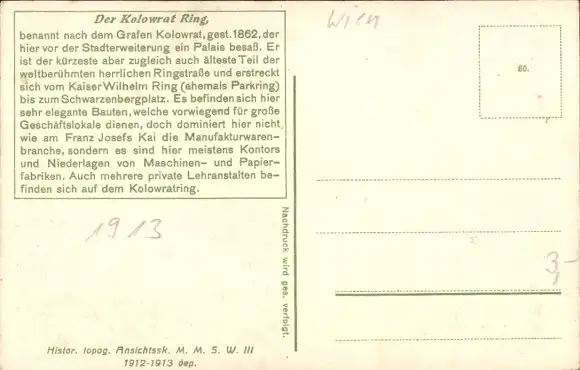 Der Kolowrat Ring,
benannt nach dem Grafen Kolowrat, gest. 1862, der
hier vor der Stadterweiterung ein Palais besaß. Er
ist der kürzeste aber zugleich auch älteste Teil der
weltberühmten herrlichen Ringstraße und erstreckt
sich vom Kaiser Wilhelm Ring (ehemals Parkring)
bis zum Schwarzenbergplatz. Es befinden sich hier
sehr elegante Bauten, welche vorwiegend für große
Geschäftslokale dienen, doch dominiert hier nicht,
wie am Franz Josefs Kai die Manufakturwaren-
branche, sondern es sind hier meistens Kontors
und Niederlagen von Maschinen- und Papier-
fabriken. Auch mehrere private Lehranstalten be-
finden sich auf dem Kolowratring.
1913
Histor. topog. Ansichtssk. M. M. S. W. III
1912-1913 dep.
Nachdruck wird ges. verfolgt.
Wien
80.
3,-